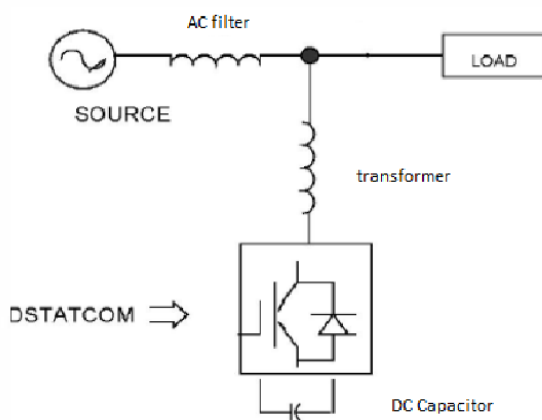 AC filter
LOAD
SOURCE
transformer
DSTATCOM
DC Capacitor